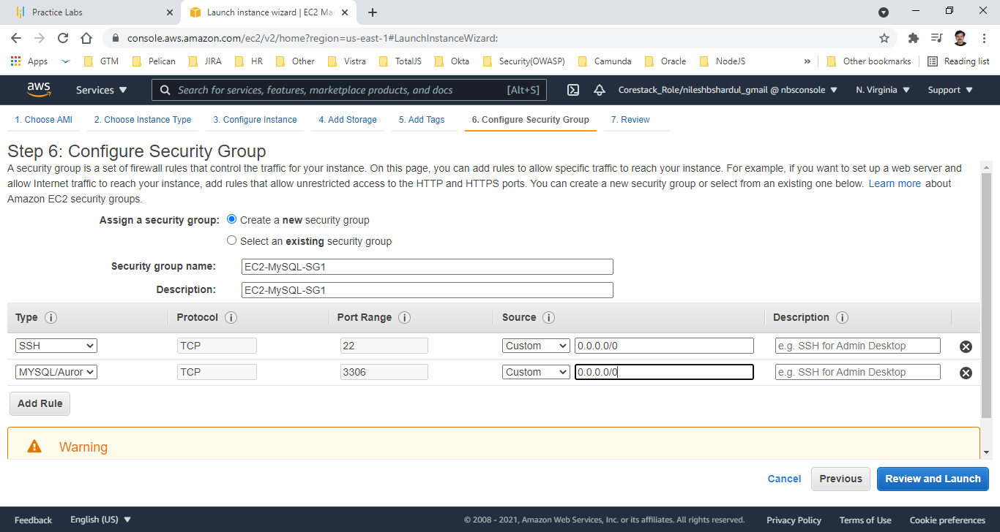 Practice Labs
Launch instance wizard | EC2 Ma
console.aws.amazon.com/ec2/v2/home?region=us-east-1#LaunchInstanceWizard:
Apps GTM Pelican JIRA HR Other Vistra TotalJS Okta Security(OWASP) Camunda Oracle NodeJS » Other bookmarks Reading list
aws Services Search for services, features, marketplace products, and docs [Alt+S] Corestack_Role/nileshbshardul_gmail @ nbsconsole N. Virginia Support
1. Choose AMI 2. Choose Instance Type 3. Configure Instance 4. Add Storage 5. Add Tags 6. Configure Security Group 7. Review
Step 6: Configure Security Group
A security group is a set of firewall rules that control the traffic for your instance. On this page, you can add rules to allow specific traffic to reach your instance. For example, if you want to set up a web server and
allow Internet traffic to reach your instance, add rules that allow unrestricted access to the HTTP and HTTPS ports. You can create a new security group or select from an existing one below. Learn more about
Amazon EC2 security groups.
Assign a security group: Create a new security group
Select an existing security group
Security group name: EC2-MySQL-SG1
Description: EC2-MySQL-SG1
Type Protocol Port Range Source Description
SSH TCP 22 Custom 0.0.0.0/0 e.g. SSH for Admin Desktop
MYSQL/Auror TCP 3306 Custom 0.0.0.0/0 e.g. SSH for Admin Desktop
Add Rule
Warning
Cancel Previous Review and Launch
Feedback English (US) © 2008 - 2021, Amazon Web Services, Inc. or its affiliates. All rights reserved. Privacy Policy Terms of Use Cookie preferences